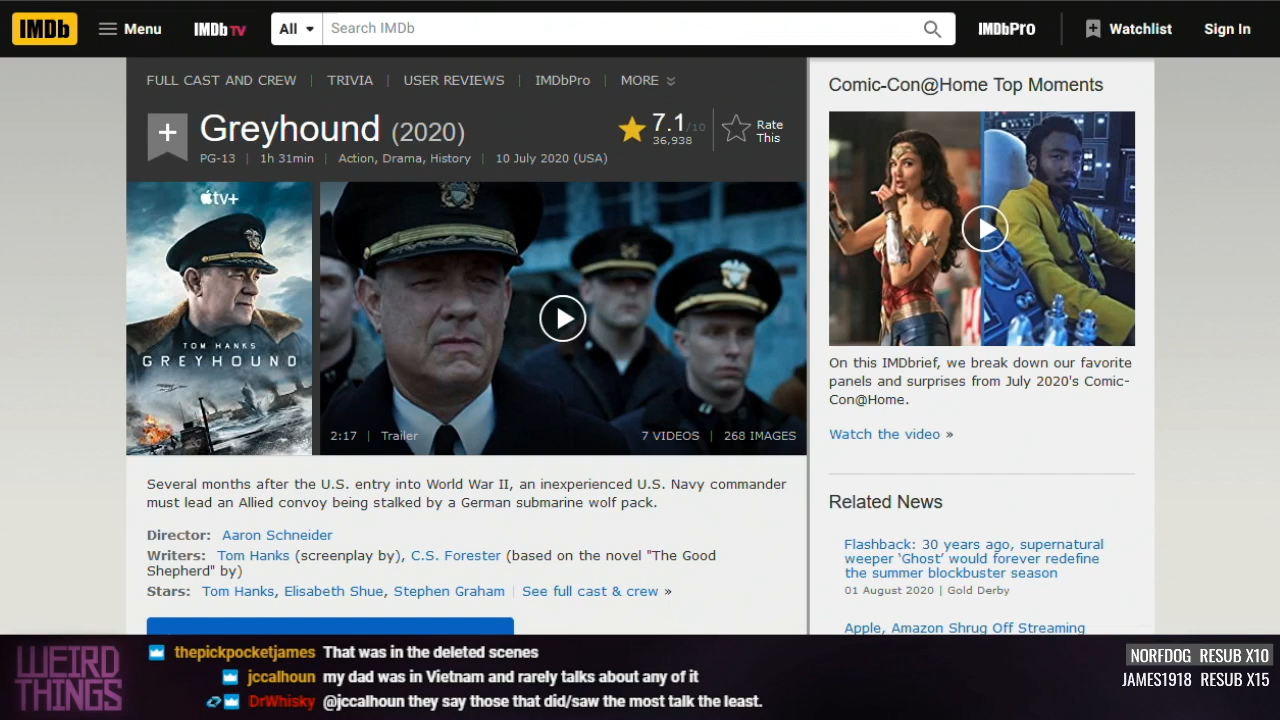 IMDb Menu IMDb TV All Search IMDb IMDbPro Watchlist Sign In
FULL CAST AND CREW | TRIVIA | USER REVIEWS | IMDbPro | MORE
+ Greyhound (2020)
7.1/10
36,938
Rate
This
PG-13 | 1h 31min | Action, Drama, History | 10 July 2020 (USA)
tv+
TOM HANKS
GREYHOUND
2:17 | Trailer
7 VIDEOS | 268 IMAGES
Several months after the U.S. entry into World War II, an inexperienced U.S. Navy commander
must lead an Allied convoy being stalked by a German submarine wolf pack.
Director: Aaron Schneider
Writers: Tom Hanks (screenplay by), C.S. Forester (based on the novel "The Good
Shepherd" by)
Stars: Tom Hanks, Elisabeth Shue, Stephen Graham | See full cast & crew »
Comic-Con@Home Top Moments
On this IMDbrief, we break down our favorite
panels and surprises from July 2020's Comic-
Con@Home.
Watch the video »
Related News
Flashback: 30 years ago, supernatural
weeper ‘Ghost’ would forever redefine
the summer blockbuster season
01 August 2020 | Gold Derby
Apple, Amazon Shrug Off Streaming
WEIRD
THINGS
thepickpocketjames That was in the deleted scenes
jccalhoun my dad was in Vietnam and rarely talks about any of it
DrWhisky @jccalhoun they say those that did/saw the most talk the least.
NORFDOG RESUB X10
JAMES1918 RESUB X15